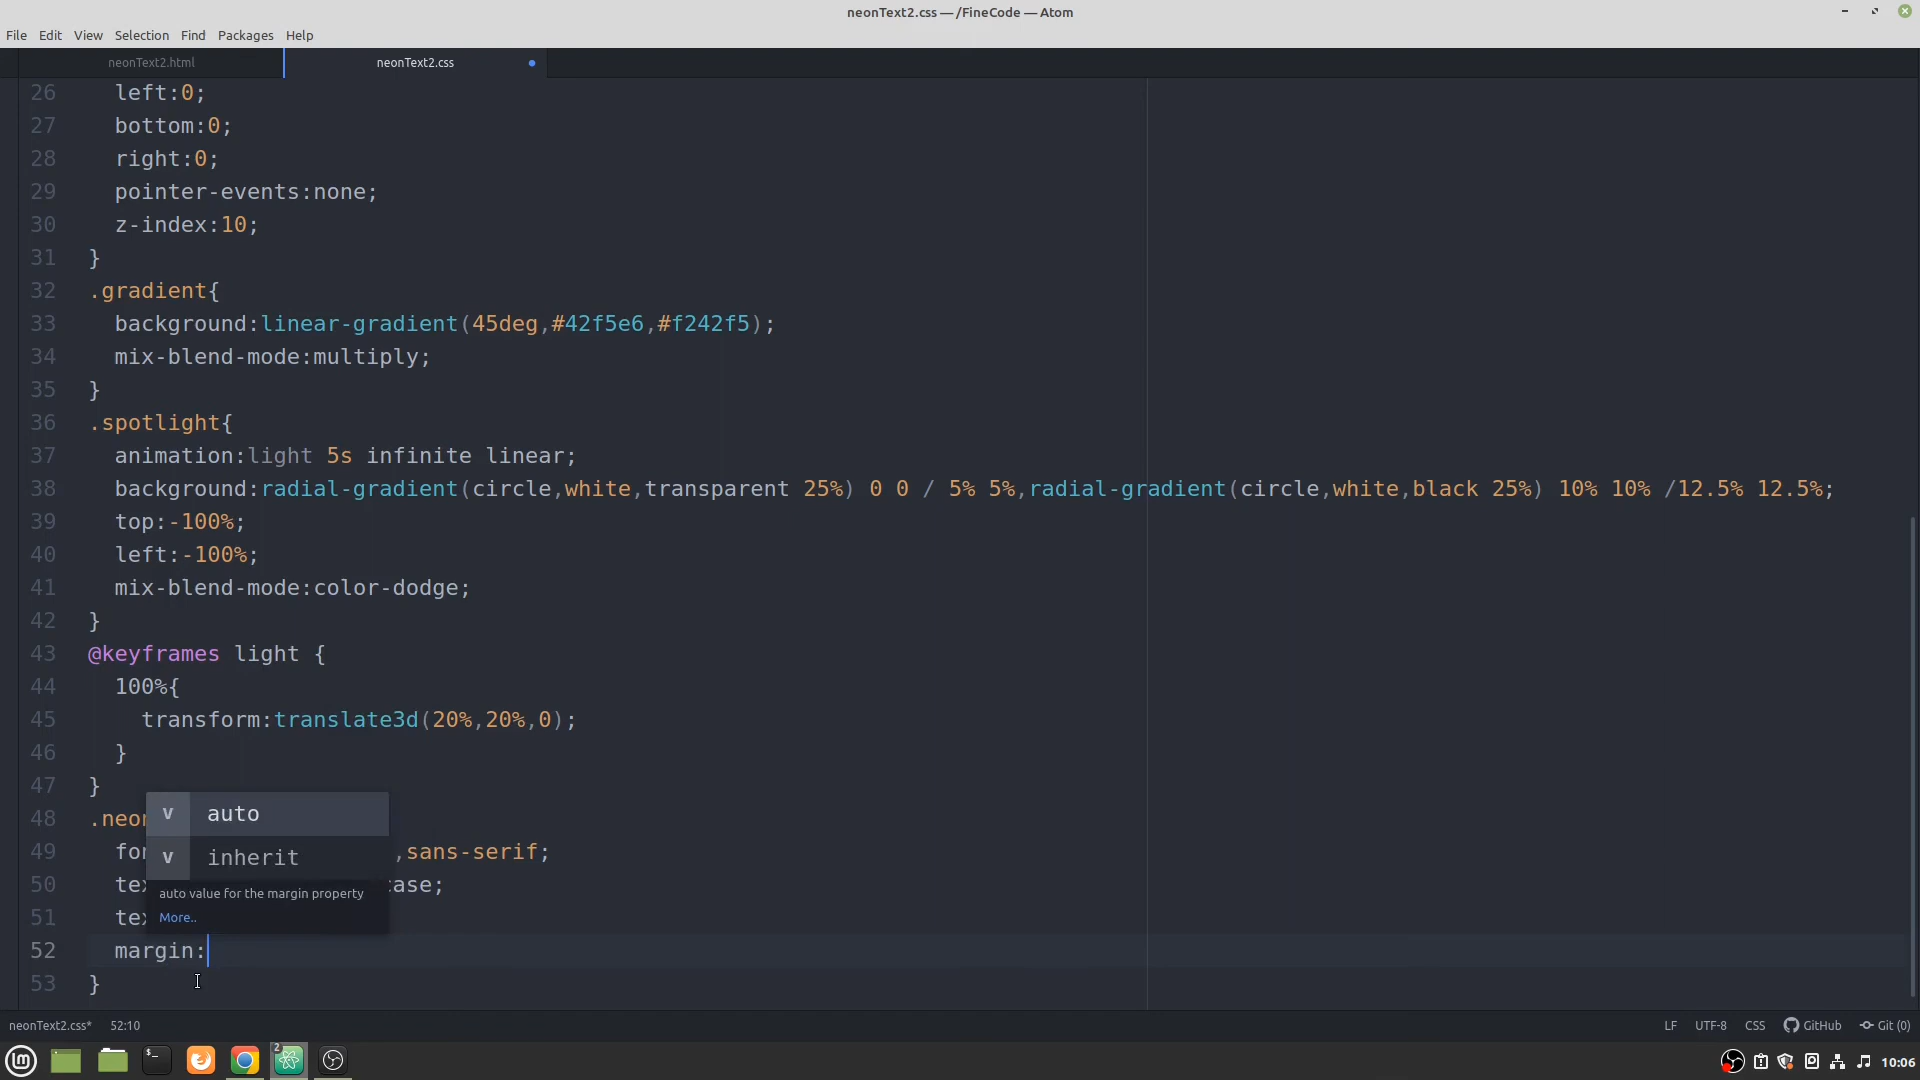 neonText2.css — /FineCode — Atom
File Edit View Selection Find Packages Help
neonText2.html neonText2.css
26 left:0;
27 bottom:0;
28 right:0;
29 pointer-events:none;
30 z-index:10;
31 }
32 .gradient{
33 background:linear-gradient(45deg,#42f5e6,#f242f5);
34 mix-blend-mode:multiply;
35 }
36 .spotlight{
37 animation:light 5s infinite linear;
38 background:radial-gradient(circle,white,transparent 25%) 0 0 / 5% 5%,radial-gradient(circle,white,black 25%) 10% 10% /12.5% 12.5%;
39 top:-100%;
40 left:-100%;
41 mix-blend-mode:color-dodge;
42 }
43 @keyframes light {
44 100%{
45 transform:translate3d(20%,20%,0);
46 }
47 }
48 .neon
v auto
v inherit
49 fon ,sans-serif;
50 tex case;
auto value for the margin property
51 tex
More..
52 margin:
53 }
neonText2.css* 52:10 LF UTF-8 CSS GitHub Git (0)
2
10:06